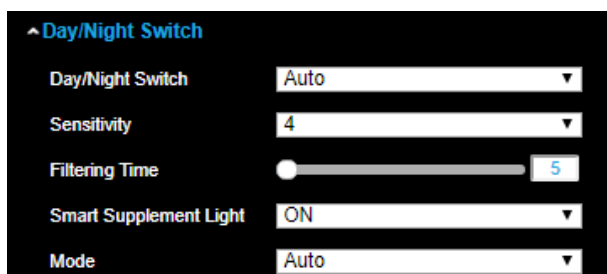 Day/Night Switch
Day/Night Switch Auto
Sensitivity 4
Filtering Time 5
Smart Supplement Light ON
Mode Auto